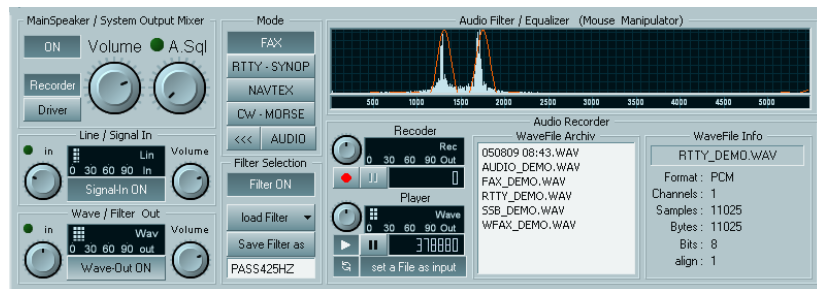 MainSpeaker / System Output Mixer
ON
Volume
A.Sql
Recorder
Driver
Line / Signal In
in
Lin
Volume
0 30 60 90 In
Signal-In ON
Wave / Filter Out
in
Wav
Volume
0 30 60 90 out
Wave-Out ON
Mode
FAX
RTTY - SYNOP
NAVTEX
CW - MORSE
<<< AUDIO
Filter Selection
Filter ON
load Filter
Save Filter as
PASS425HZ
Audio Filter / Equalizer (Mouse Manipulator)
500 1000 1500 2000 2500 3000 3500 4000 4500 5000
Audio Recorder
Recoder
Rec
0 30 60 90 Out
0
Player
Wave
0 30 60 90 Out
378880
set a File as input
WaveFile Archiv
050809 08:43.WAV
AUDIO_DEMO.WAV
FAX_DEMO.WAV
RTTY_DEMO.WAV
SSB_DEMO.WAV
WFAX_DEMO.WAV
WaveFile Info
RTTY_DEMO.WAV
Format : PCM
Channels : 1
Samples : 11025
Bytes : 11025
Bits : 8
align : 1